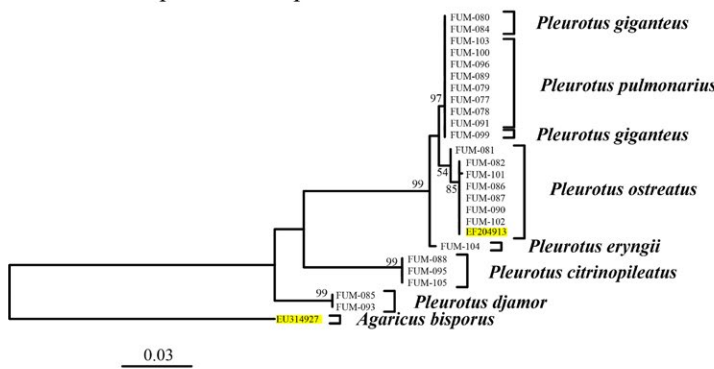 FUM-080
FUM-084
Pleurotus giganteus
FUM-103
FUM-100
FUM-096
FUM-089
FUM-079
FUM-077
FUM-078
FUM-091
Pleurotus pulmonarius
97
FUM-099
Pleurotus giganteus
FUM-081
FUM-082
FUM-101
FUM-086
FUM-087
FUM-090
FUM-102
EF204913
Pleurotus ostreatus
54
85
99
FUM-104
Pleurotus eryngii
99
FUM-088
FUM-095
FUM-105
Pleurotus citrinopileatus
99
FUM-085
FUM-093
Pleurotus djamor
EU314927
Agaricus bisporus
0.03